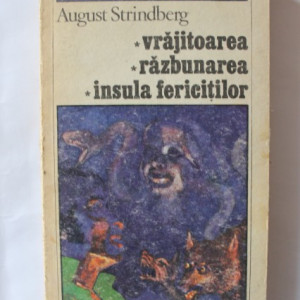 August Strindberg
*vrăjitoarea
*răzbunarea
*insula fericiților